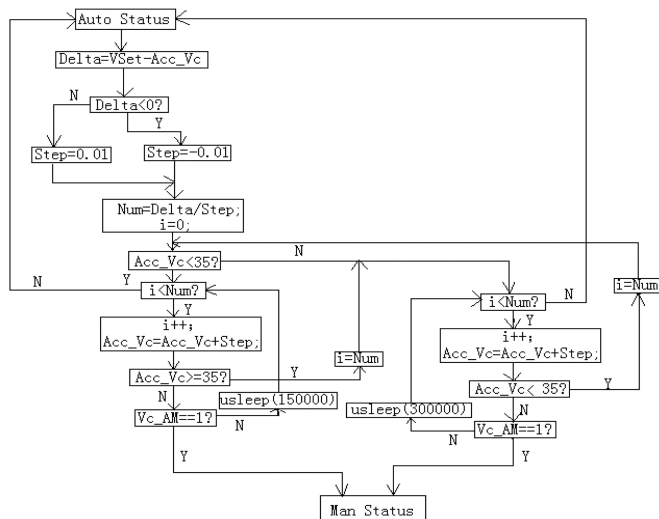 Auto Status
Delta=VSet-Acc_Vc
N
Delta<0?
Y
Step=0.01
Step=-0.01
Num=Delta/Step;
i=0;
N
Acc_Vc<35?
Y
N
i<Num?
Y
i++;
Acc_Vc=Acc_Vc+Step;
Acc_Vc>=35?
Y
i=Num
N
usleep(150000)
Vc_AM==1?
N
Y
i=Num
i<Num?
N
Y
i++;
Acc_Vc=Acc_Vc+Step;
Acc_Vc< 35?
Y
N
usleep(300000)
Vc_AM==1?
N
Y
Man Status